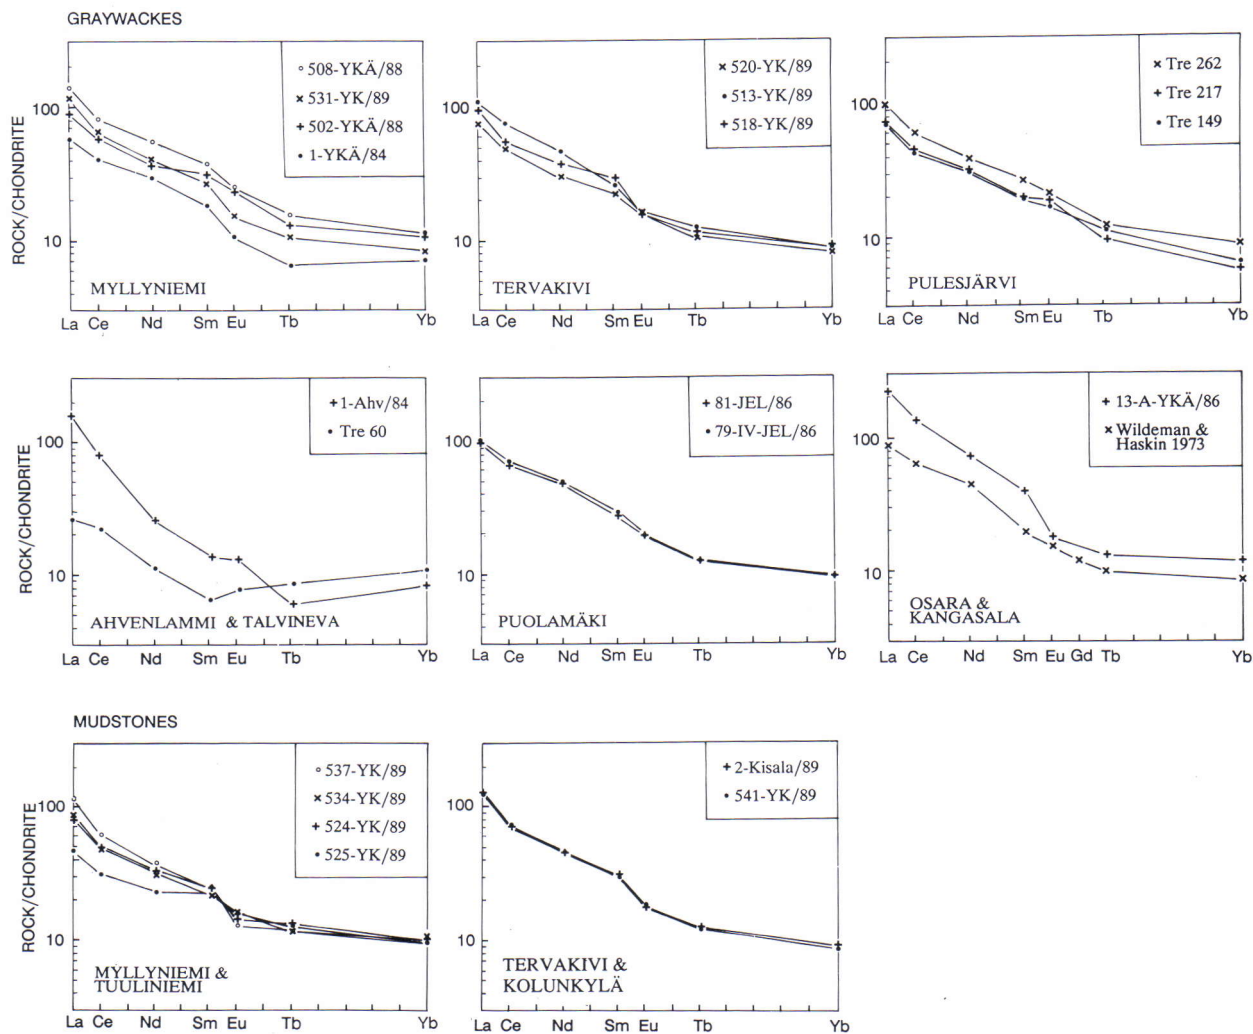 GRAYWACKES
ROCK/CHONDRITE
100
10
508-YKÄ/88
531-YK/89
502-YKÄ/88
1-YKÄ/84
MYLLYNIEMI
La Ce Nd Sm Eu Tb Yb
100
10
520-YK/89
513-YK/89
518-YK/89
TERVAKIVI
La Ce Nd Sm Eu Tb Yb
100
10
Tre 262
Tre 217
Tre 149
PULESJÄRVI
La Ce Nd Sm Eu Tb Yb
ROCK/CHONDRITE
100
10
1-Ahv/84
Tre 60
AHVENLAMMI & TALVINEVA
La Ce Nd Sm Eu Tb Yb
100
10
81-JEL/86
79-IV-JEL/86
PUOLAMÄKI
La Ce Nd Sm Eu Tb Yb
100
10
13-A-YKÄ/86
Wildeman &
Haskin 1973
OSARA &
KANGASALA
La Ce Nd Sm Eu Gd Tb Yb
MUDSTONES
ROCK/CHONDRITE
100
10
537-YK/89
534-YK/89
524-YK/89
525-YK/89
MYLLYNIEMI &
TUULINIEMI
La Ce Nd Sm Eu Tb Yb
100
10
2-Kisala/89
541-YK/89
TERVAKIVI &
KOLUNKYLÄ
La Ce Nd Sm Eu Tb Yb